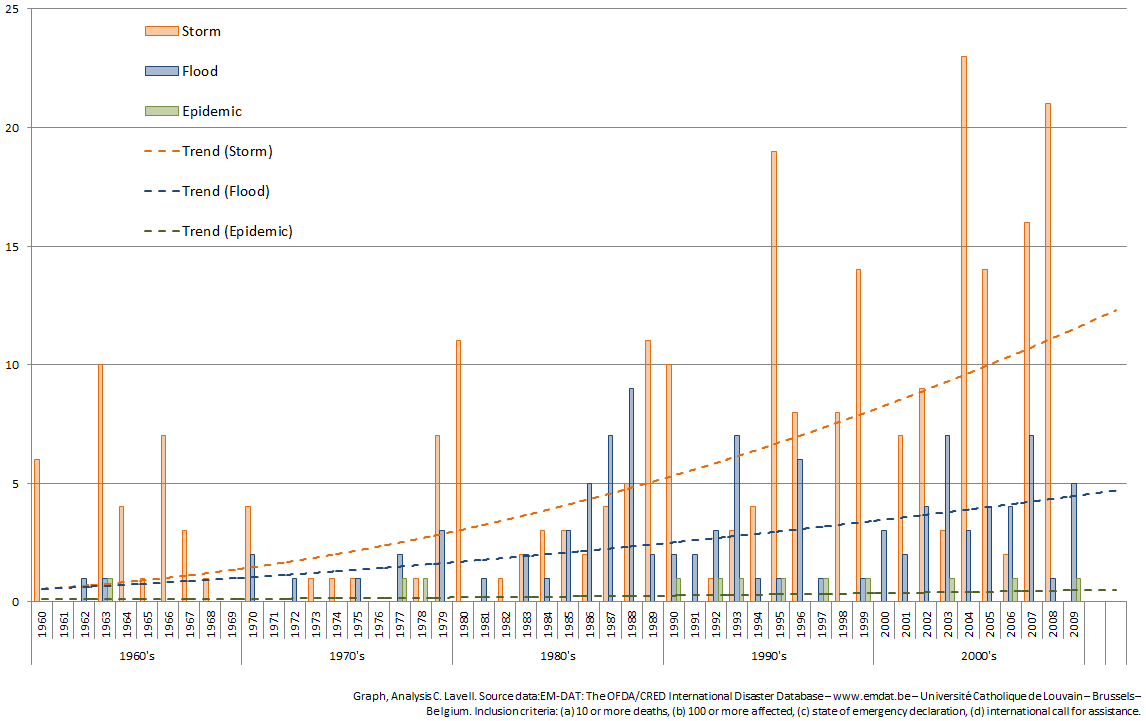 25
20
15
10
5
0
Storm
Flood
Epidemic
Trend (Storm)
Trend (Flood)
Trend (Epidemic)
1960 1961 1962 1963 1964 1965 1966 1967 1968 1969 1970 1971 1972 1973 1974 1975 1976 1977 1978 1979 1980 1981 1982 1983 1984 1985 1986 1987 1988 1989 1990 1991 1992 1993 1994 1995 1996 1997 1998 1999 2000 2001 2002 2003 2004 2005 2006 2007 2008 2009
1960's 1970's 1980's 1990's 2000's
Graph, Analysis C. Lavell. Source data:EM-DAT: The OFDA/CRED International Disaster Database – www.emdat.be – Université Catholique de Louvain – Brussels –
Belgium. Inclusion criteria: (a) 10 or more deaths, (b) 100 or more affected, (c) state of emergency declaration, (d) international call for assistance.